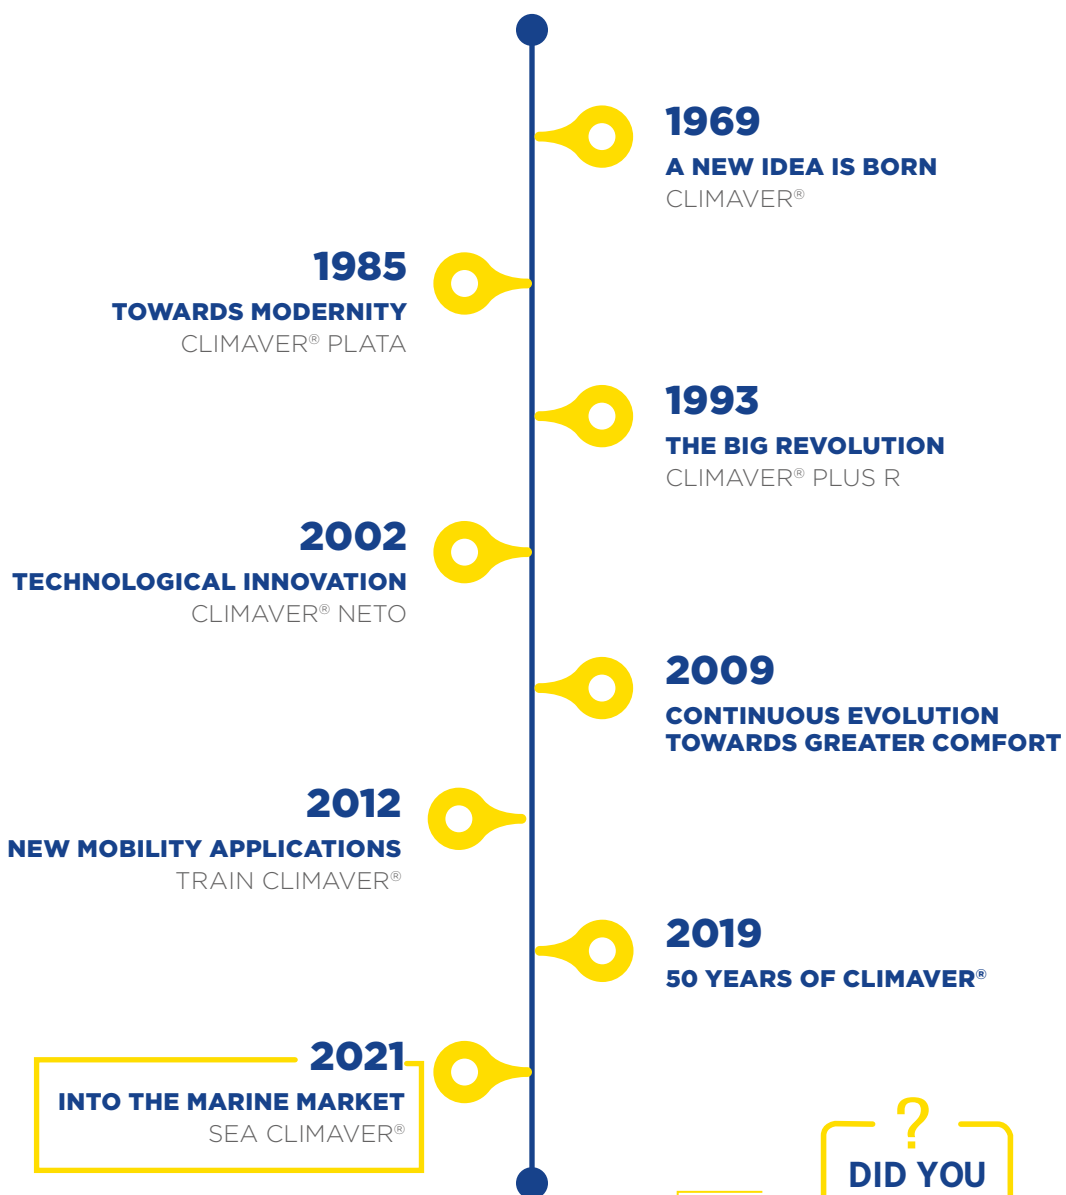 1969
A NEW IDEA IS BORN
CLIMAVER®
1985
TOWARDS MODERNITY
CLIMAVER® PLATA
1993
THE BIG REVOLUTION
CLIMAVER® PLUS R
2002
TECHNOLOGICAL INNOVATION
CLIMAVER® NETO
2009
CONTINUOUS EVOLUTION
TOWARDS GREATER COMFORT
2012
NEW MOBILITY APPLICATIONS
TRAIN CLIMAVER®
2019
50 YEARS OF CLIMAVER®
2021
INTO THE MARINE MARKET
SEA CLIMAVER®
?
DID YOU